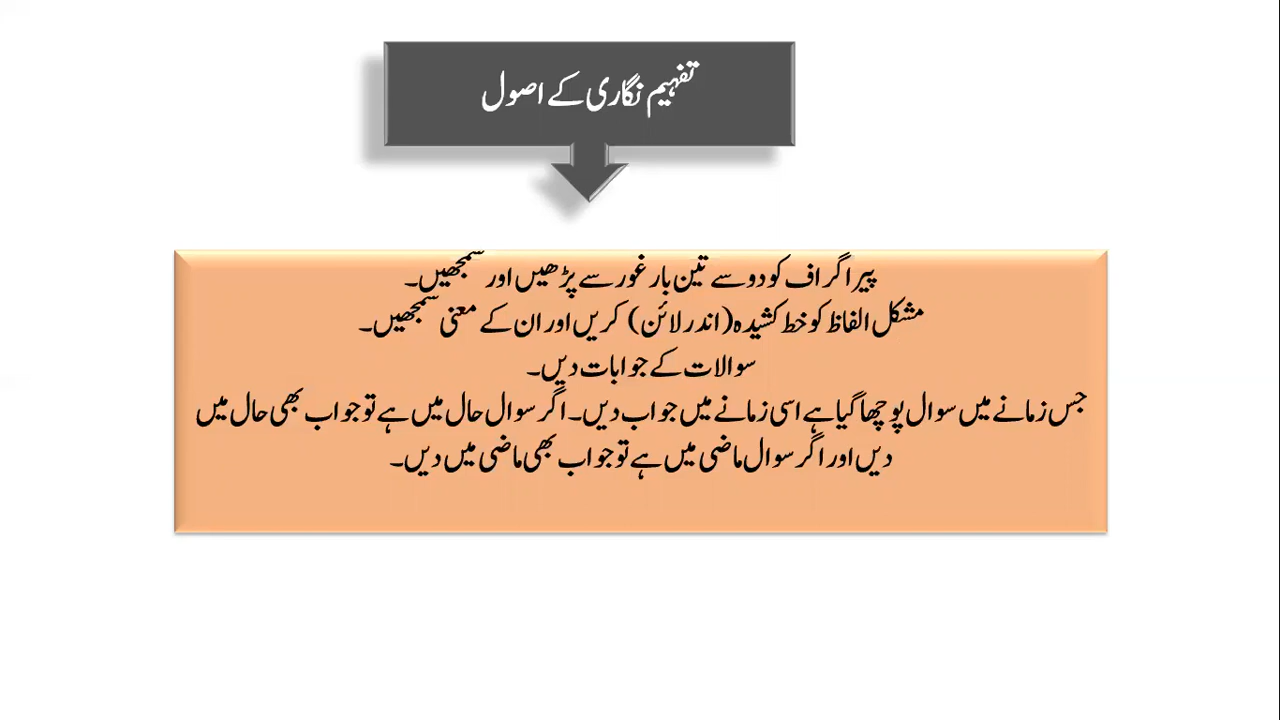 تفہیم نگاری کے اصول
پیراگراف کو دو سے تین بار غور سے پڑھیں اور سمجھیں۔
مشکل الفاظ کو خط کشیدہ (اندر لائن) کریں اور ان کے معنی سمجھیں۔
سوالات کے جوابات دیں۔
جس زمانے میں سوال پوچھا گیا ہے اسی زمانے میں جواب دیں۔ اگر سوال حال میں ہے تو جواب بھی حال میں
دیں اور اگر سوال ماضی میں ہے تو جواب بھی ماضی میں دیں۔